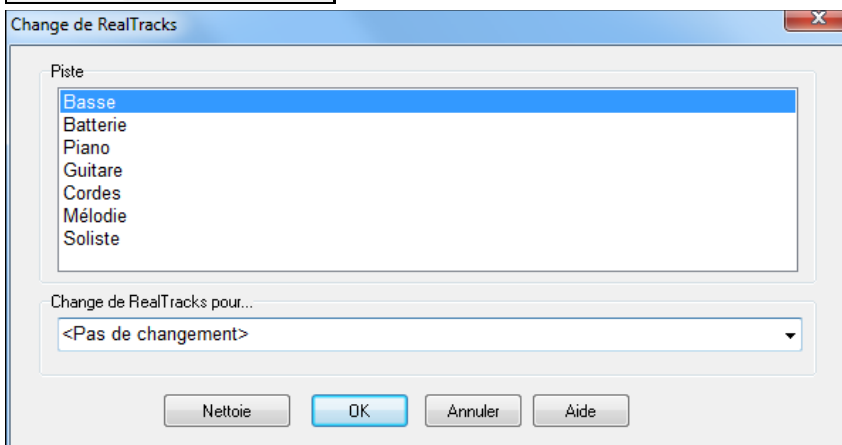 Change de RealTracks
Piste
Basse
Batterie
Piano
Guitare
Cordes
Mélodie
Soliste
Change de RealTracks pour...
<Pas de changement>
Nettoie OK Annuler Aide